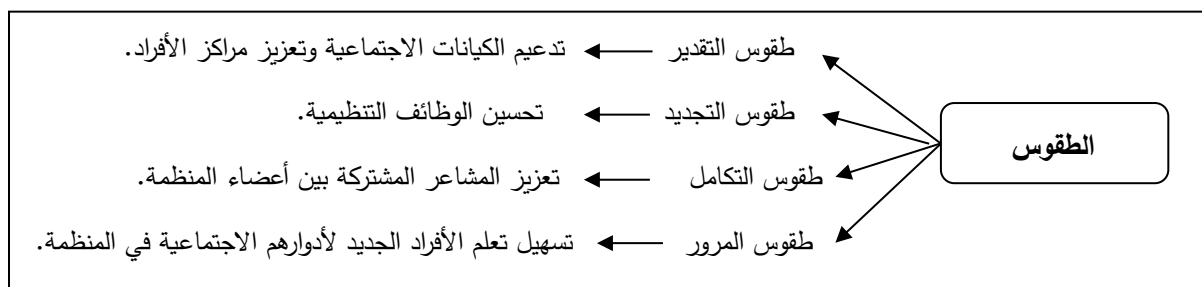 طقوس التقدير تدعيم الكيانات الاجتماعية وتعزيز مراكز الأفراد.
طقوس التجديد تحسين الوظائف التنظيمية.
الطقوس
طقوس التكامل تعزيز المشاعر المشتركة بين أعضاء المنظمة.
طقوس المرور تسهيل تعلم الأفراد الجديد لأدوارهم الاجتماعية في المنظمة.